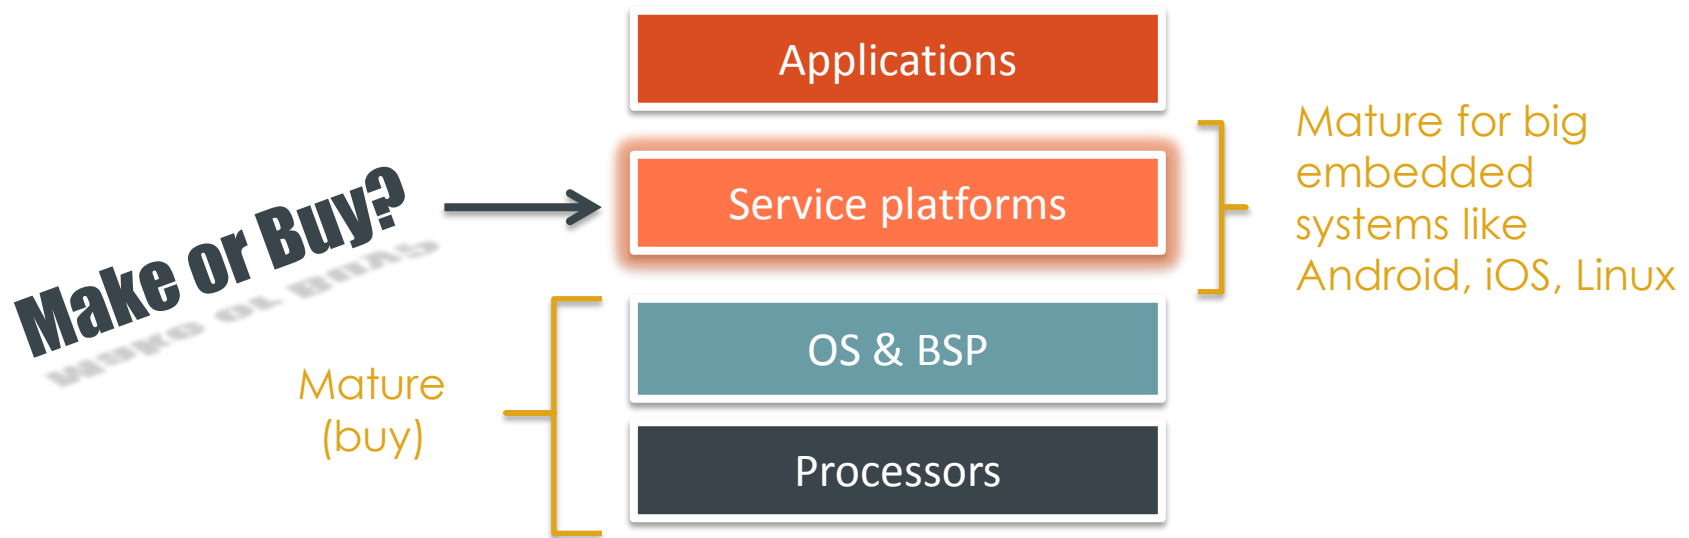 Applications
Mature for big
embedded
systems like
Android, iOS, Linux
Make or Buy?
Service platforms
OS & BSP
Mature
(buy)
Processors